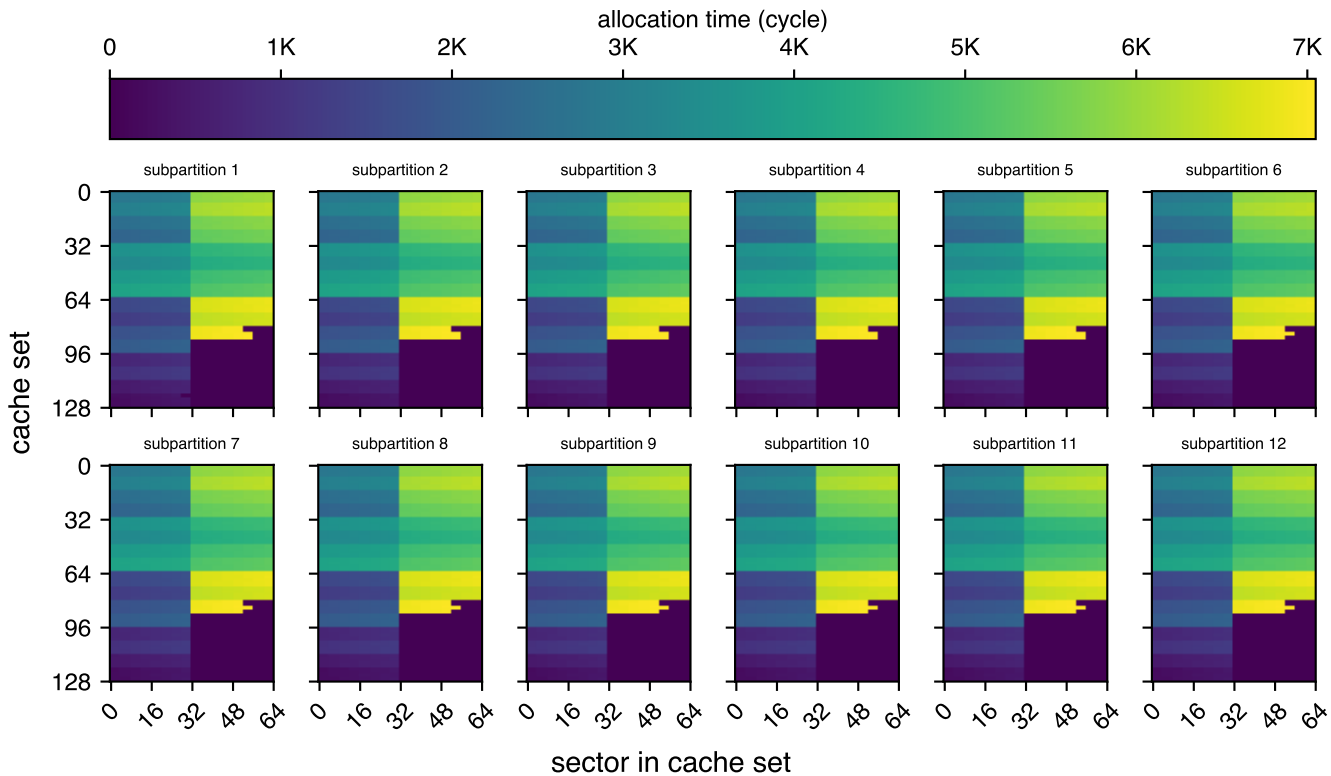 allocation time (cycle)
0 1K 2K 3K 4K 5K 6K 7K
subpartition 1 subpartition 2 subpartition 3 subpartition 4 subpartition 5 subpartition 6
0
32
64
96
128
cache set
subpartition 7 subpartition 8 subpartition 9 subpartition 10 subpartition 11 subpartition 12
0
32
64
96
128
0 16 32 48 64 0 16 32 48 64 0 16 32 48 64 0 16 32 48 64 0 16 32 48 64 0 16 32 48 64
sector in cache set